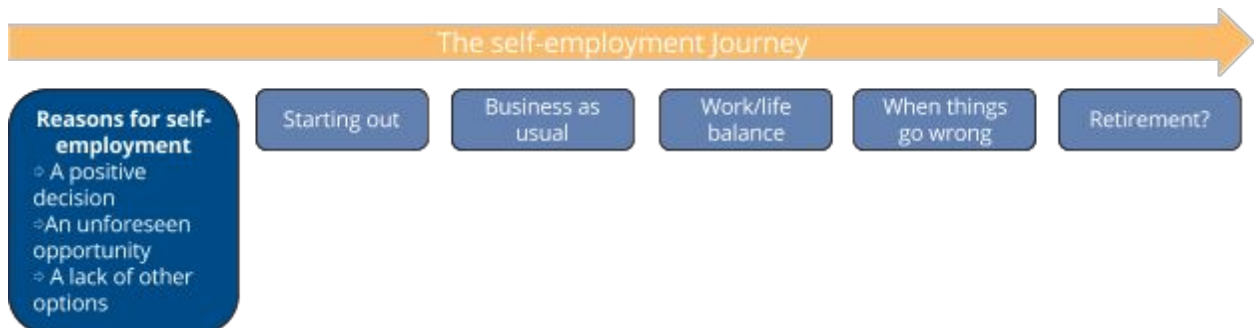 The self-employment Journey
Reasons for self-
employment
⇨ A positive
decision
⇨An unforeseen
opportunity
⇨ A lack of other
options
Starting out
Business as
usual
Work/life
balance
When things
go wrong
Retirement?